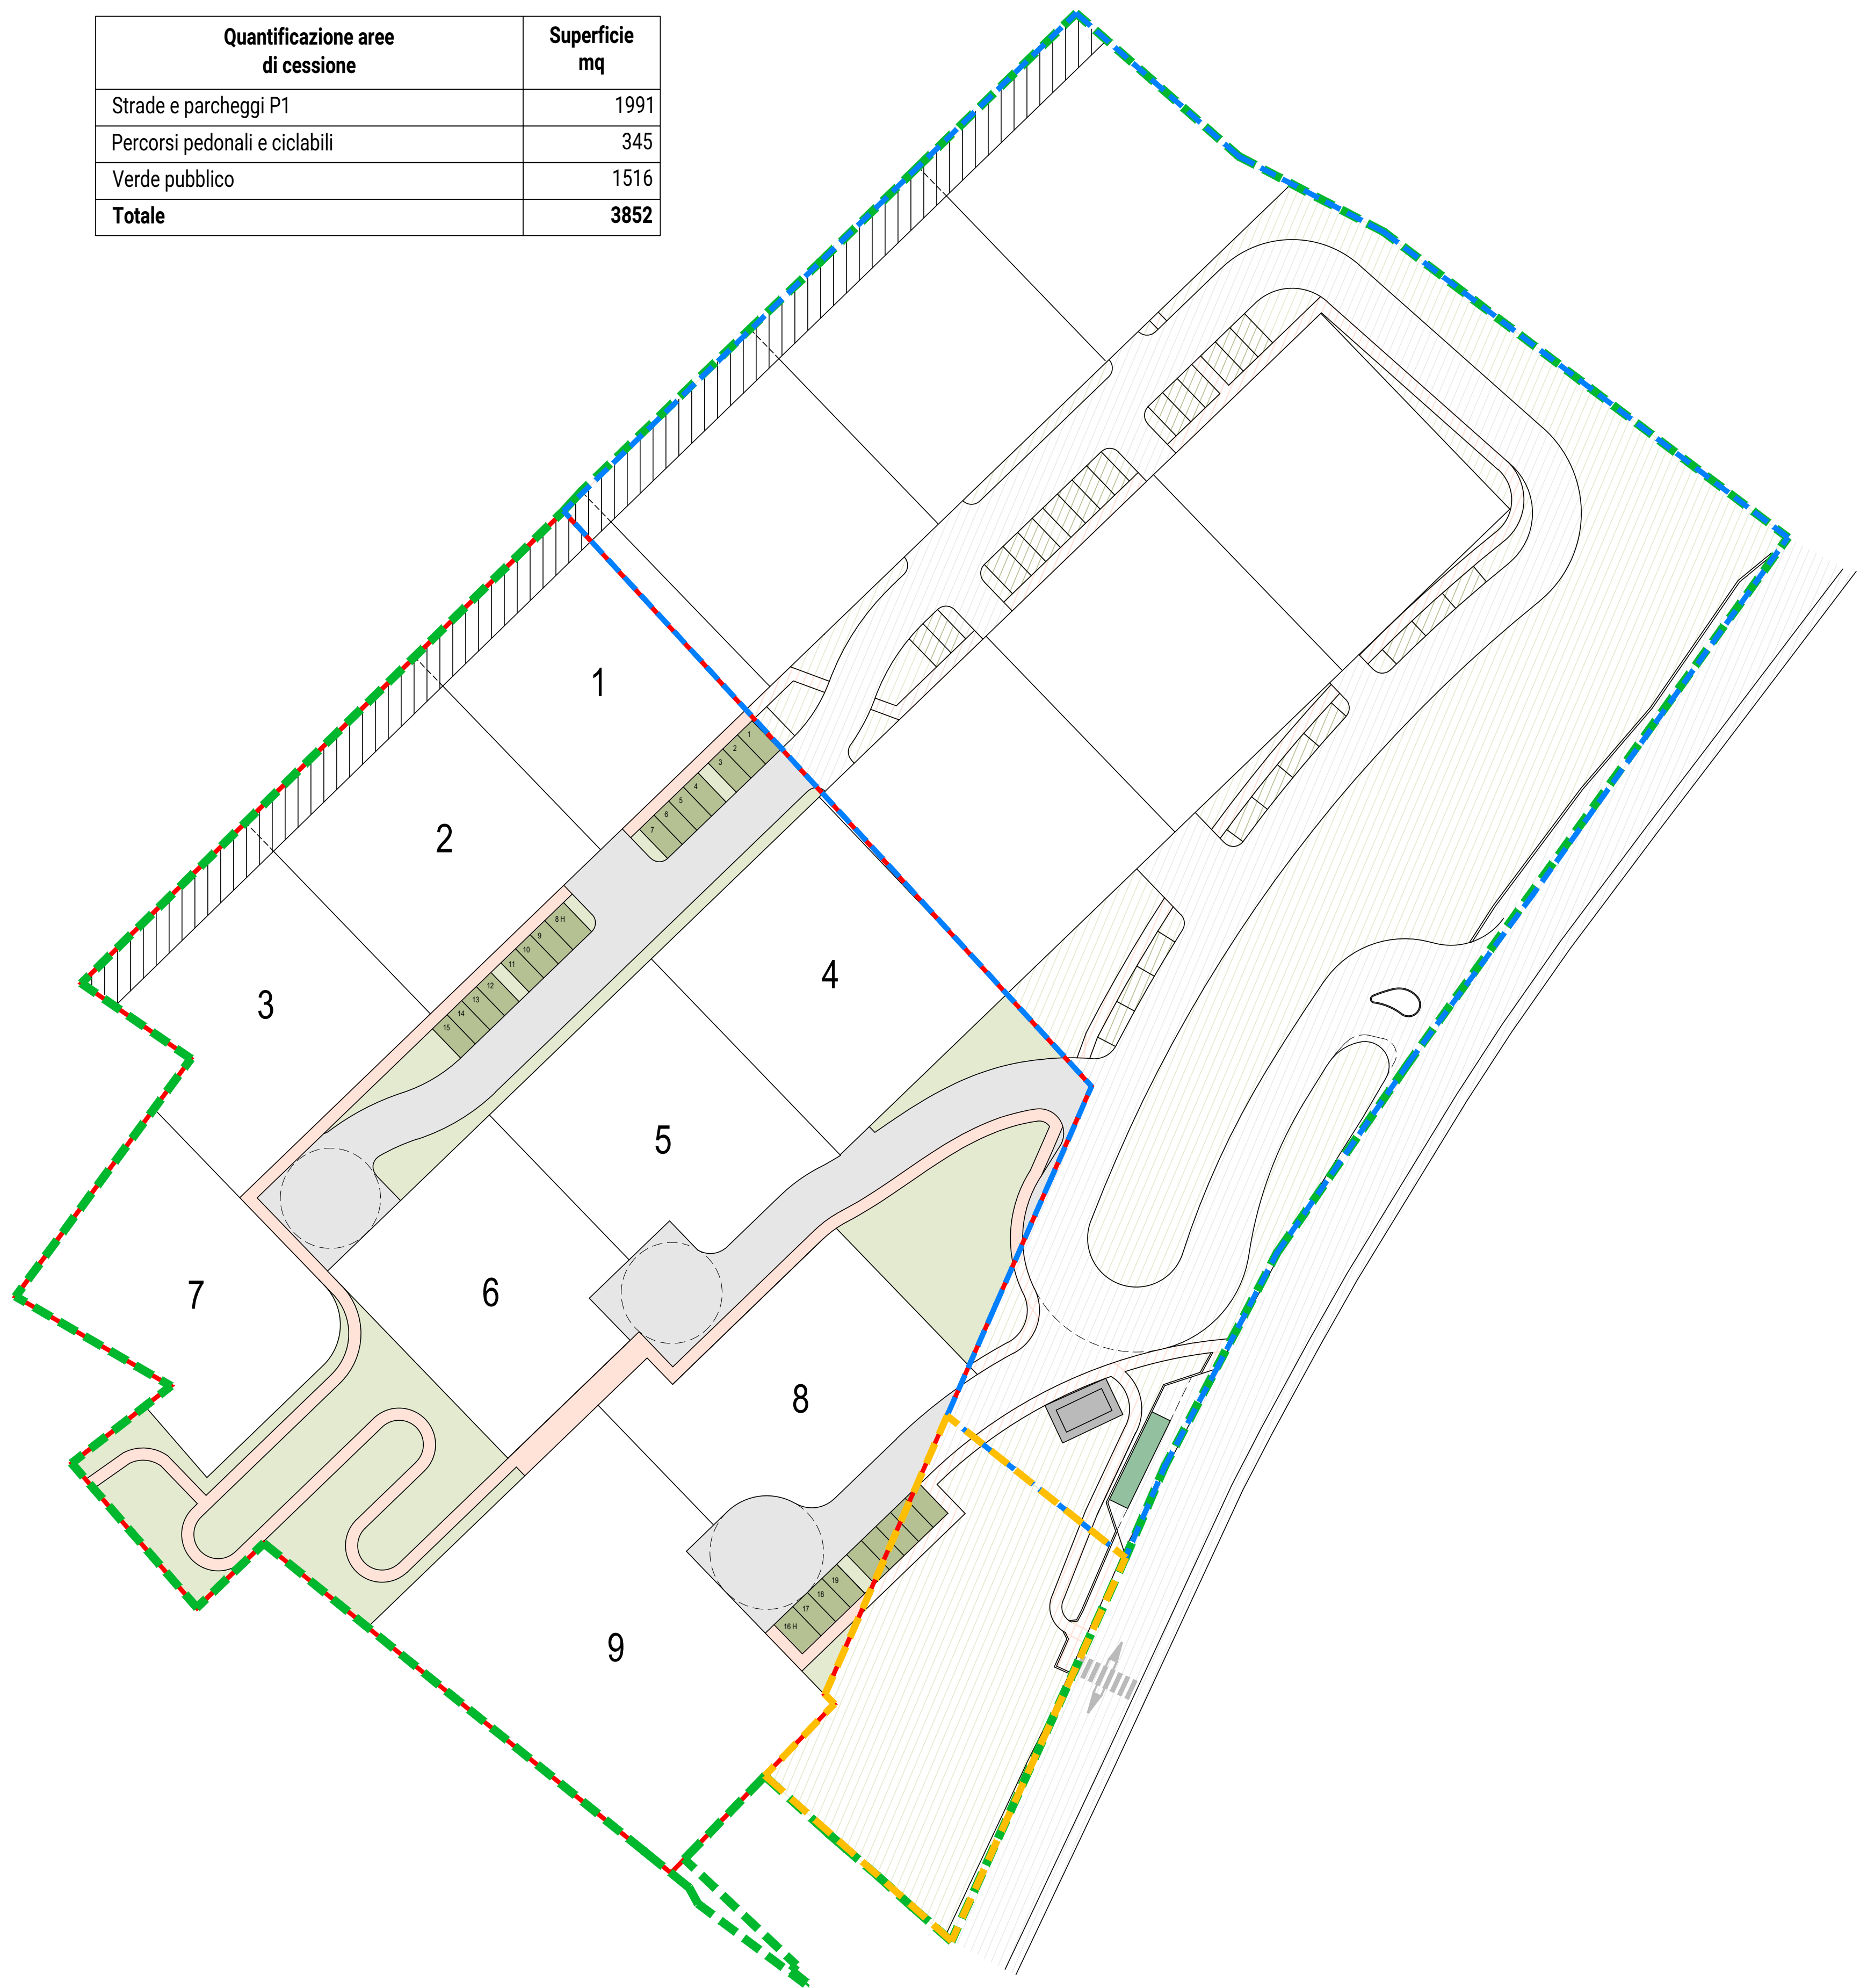 Quantificazione aree
di cessione
Superficie
mq
Strade e parcheggi P1 1991
Percorsi pedonali e ciclabili 345
Verde pubblico 1516
Totale 3852
1
2
3
4
5
6
7
8
9
1
2
3
4
5
6
7
8 H
9
10
11
12
13
14
15
16 H
17
18
19